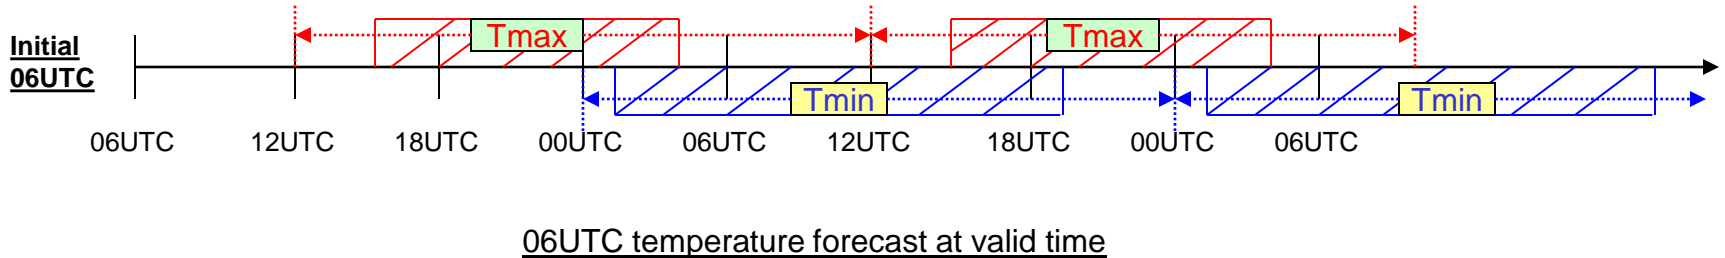 Tmax Tmax
Initial
06UTC
Tmin Tmin
06UTC 12UTC 18UTC 00UTC 06UTC 12UTC 18UTC 00UTC 06UTC
06UTC temperature forecast at valid time